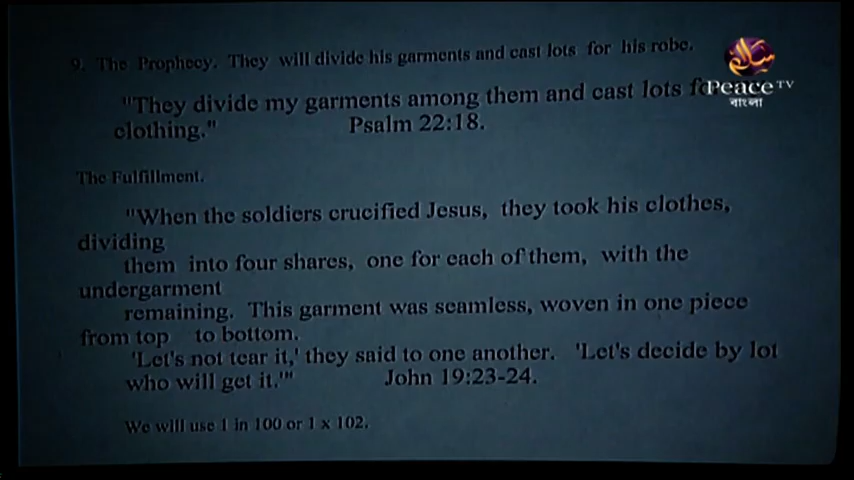 9. The Prophecy. They will divide his garments and cast lots for his robe.
"They divide my garments among them and cast lots
clothing." Psalm 22:18.
The Fulfillment.
"When the soldiers crucified Jesus, they took his clothes,
dividing
them into four shares, one for each of them, with the
undergarment
remaining. This garment was seamless, woven in one piece
from top to bottom.
'Let's not tear it,' they said to one another. 'Let's decide by lot
who will get it.'" John 19:23-24.
We will use 1 in 100 or 1 x 102.
Peace TV
বাংলা